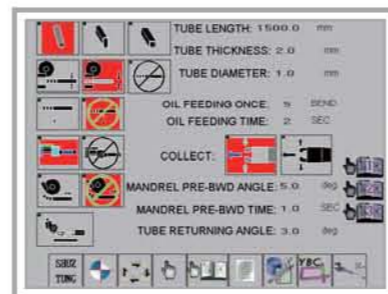 TUBE LENGTH: 1500.0 mm
TUBE THICKNESS: 2.0 mm
TUBE DIAMETER: 1.0 mm
OIL FEEDING ONCE: 5 BEND
OIL FEEDING TIME: 2 SEC
COLLECT:
MANDREL PRE-BWD ANGLE: 5.0 deg
MANDREL PRE-BWD TIME: 1.0 SEC
TUBE RETURNING ANGLE: 3.0 deg
YBC
TUNG